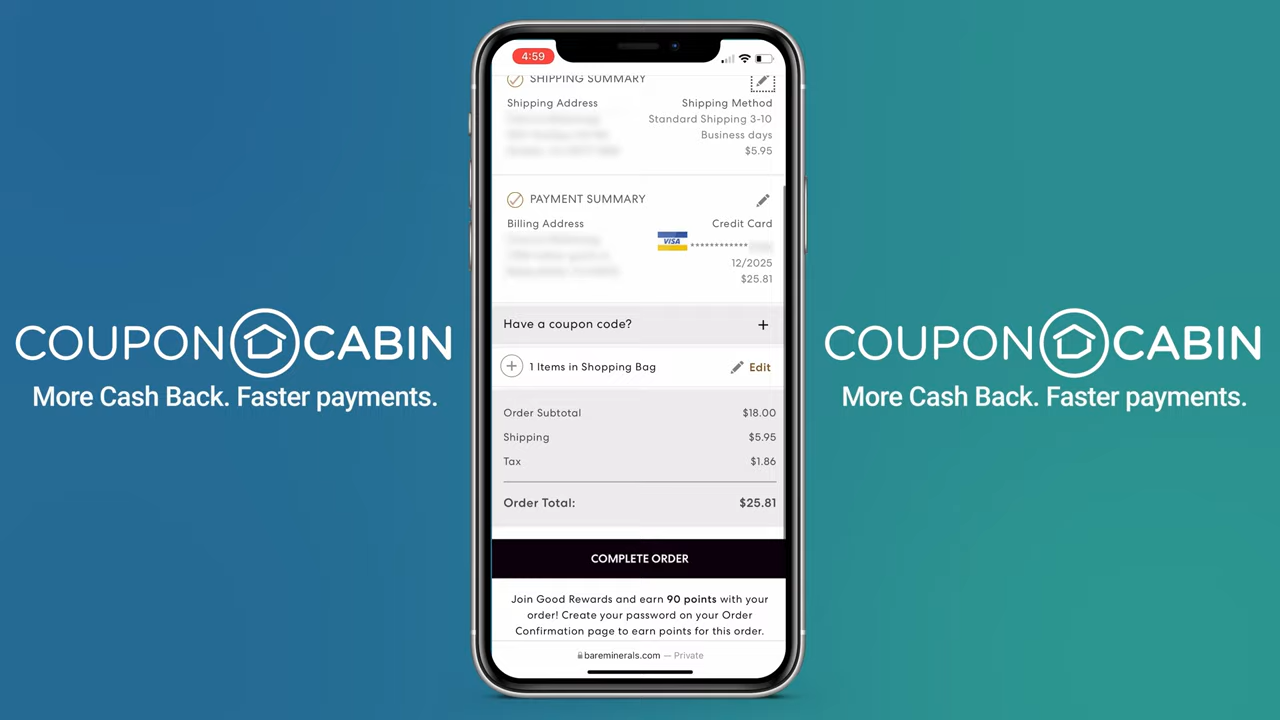 4:59
SHIPPING SUMMARY
Shipping Address
Shipping Method
Standard Shipping 3-10
Business days
$5.95
PAYMENT SUMMARY
Billing Address
Credit Card
VISA ************
12/2025
$25.81
Have a coupon code?
1 Items in Shopping Bag
Edit
Order Subtotal $18.00
Shipping $5.95
Tax $1.86
Order Total: $25.81
COMPLETE ORDER
Join Good Rewards and earn 90 points with your
order! Create your password on your Order
Confirmation page to earn points for this order.
bareminerals.com — Private
COUPON CABIN
More Cash Back. Faster payments.
COUPON CABIN
More Cash Back. Faster payments.